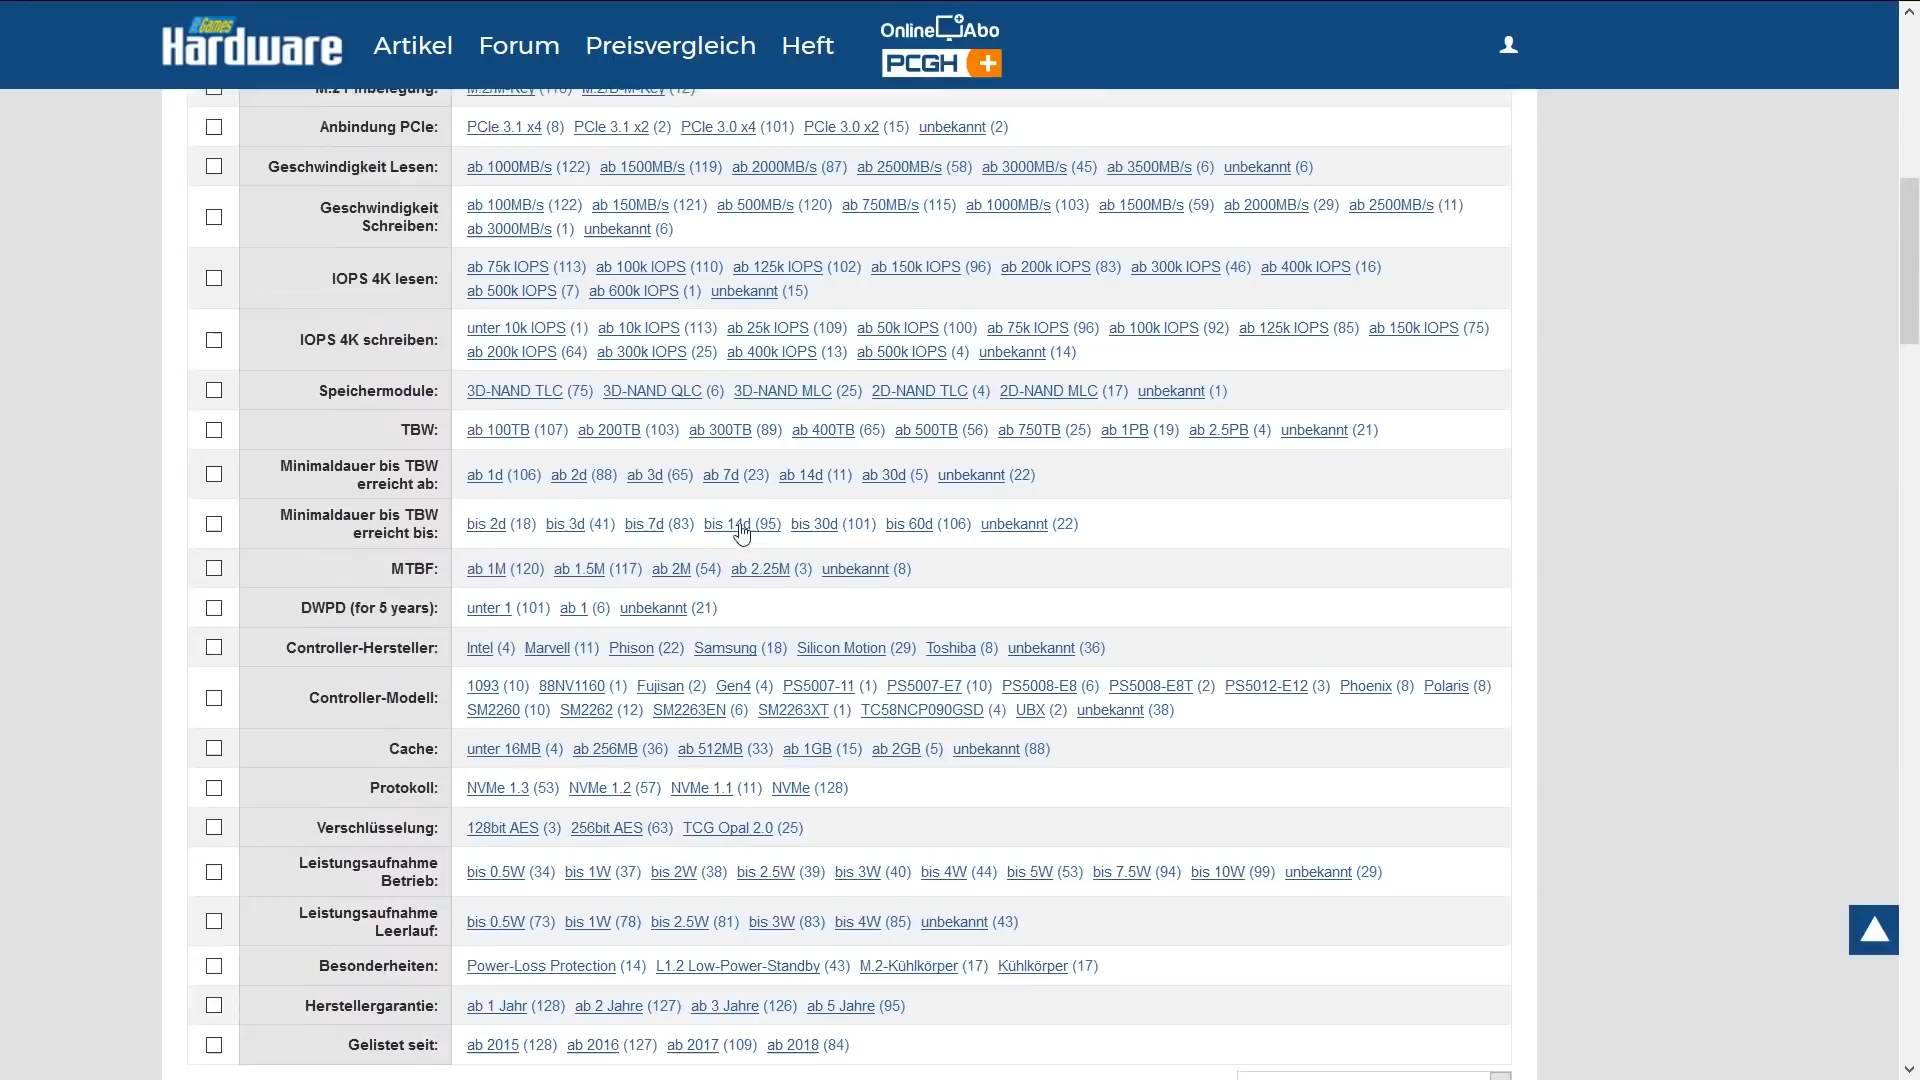 PC Games
Hardware Artikel Forum Preisvergleich Heft
Online Abo
PCGH +
Anbindung PCIe: PCIe 3.1 x4 (8) PCIe 3.1 x2 (2) PCIe 3.0 x4 (101) PCIe 3.0 x2 (15) unbekannt (2)
Geschwindigkeit Lesen: ab 1000MB/s (122) ab 1500MB/s (119) ab 2000MB/s (87) ab 2500MB/s (58) ab 3000MB/s (45) ab 3500MB/s (6) unbekannt (6)
Geschwindigkeit
Schreiben:
ab 100MB/s (122) ab 150MB/s (121) ab 500MB/s (120) ab 750MB/s (115) ab 1000MB/s (103) ab 1500MB/s (59) ab 2000MB/s (29) ab 2500MB/s (11)
ab 3000MB/s (1) unbekannt (6)
IOPS 4K lesen:
ab 75k IOPS (113) ab 100k IOPS (110) ab 125k IOPS (102) ab 150k IOPS (96) ab 200k IOPS (83) ab 300k IOPS (46) ab 400k IOPS (16)
ab 500k IOPS (7) ab 600k IOPS (1) unbekannt (15)
IOPS 4K schreiben:
unter 10k IOPS (1) ab 10k IOPS (113) ab 25k IOPS (109) ab 50k IOPS (100) ab 75k IOPS (96) ab 100k IOPS (92) ab 125k IOPS (85) ab 150k IOPS (75)
ab 200k IOPS (64) ab 300k IOPS (25) ab 400k IOPS (13) ab 500k IOPS (4) unbekannt (14)
Speichermodule: 3D-NAND TLC (75) 3D-NAND QLC (6) 3D-NAND MLC (25) 2D-NAND TLC (4) 2D-NAND MLC (17) unbekannt (1)
TBW: ab 100TB (107) ab 200TB (103) ab 300TB (89) ab 400TB (65) ab 500TB (56) ab 750TB (25) ab 1PB (19) ab 2.5PB (4) unbekannt (21)
Minimaldauer bis TBW
erreicht ab:
ab 1d (106) ab 2d (88) ab 3d (65) ab 7d (23) ab 14d (11) ab 30d (5) unbekannt (22)
Minimaldauer bis TBW
erreicht bis:
bis 2d (18) bis 3d (41) bis 7d (83) bis 14d (95) bis 30d (101) bis 60d (106) unbekannt (22)
MTBF: ab 1M (120) ab 1.5M (117) ab 2M (54) ab 2.25M (3) unbekannt (8)
DWPD (for 5 years): unter 1 (101) ab 1 (6) unbekannt (21)
Controller-Hersteller: Intel (4) Marvell (11) Phison (22) Samsung (18) Silicon Motion (29) Toshiba (8) unbekannt (36)
Controller-Modell:
1093 (10) 88NV1160 (1) Fujisan (2) Gen4 (4) PS5007-11 (1) PS5007-E7 (10) PS5008-E8 (6) PS5008-E8T (2) PS5012-E12 (3) Phoenix (8) Polaris (8)
SM2260 (10) SM2262 (12) SM2263EN (6) SM2263XT (1) TC58NCP090GSD (4) UBX (2) unbekannt (38)
Cache: unter 16MB (4) ab 256MB (36) ab 512MB (33) ab 1GB (15) ab 2GB (5) unbekannt (88)
Protokoll: NVMe 1.3 (53) NVMe 1.2 (57) NVMe 1.1 (11) NVMe (128)
Verschlüsselung: 128bit AES (3) 256bit AES (63) TCG Opal 2.0 (25)
Leistungsaufnahme
Betrieb:
bis 0.5W (34) bis 1W (37) bis 2W (38) bis 2.5W (39) bis 3W (40) bis 4W (44) bis 5W (53) bis 7.5W (94) bis 10W (99) unbekannt (29)
Leistungsaufnahme
Leerlauf:
bis 0.5W (73) bis 1W (78) bis 2.5W (81) bis 3W (83) bis 4W (85) unbekannt (43)
Besonderheiten: Power-Loss Protection (14) L1.2 Low-Power-Standby (43) M.2-Kühlkörper (17) Kühlkörper (17)
Herstellergarantie: ab 1 Jahr (128) ab 2 Jahre (127) ab 3 Jahre (126) ab 5 Jahre (95)
Gelistet seit: ab 2015 (128) ab 2016 (127) ab 2017 (109) ab 2018 (84)